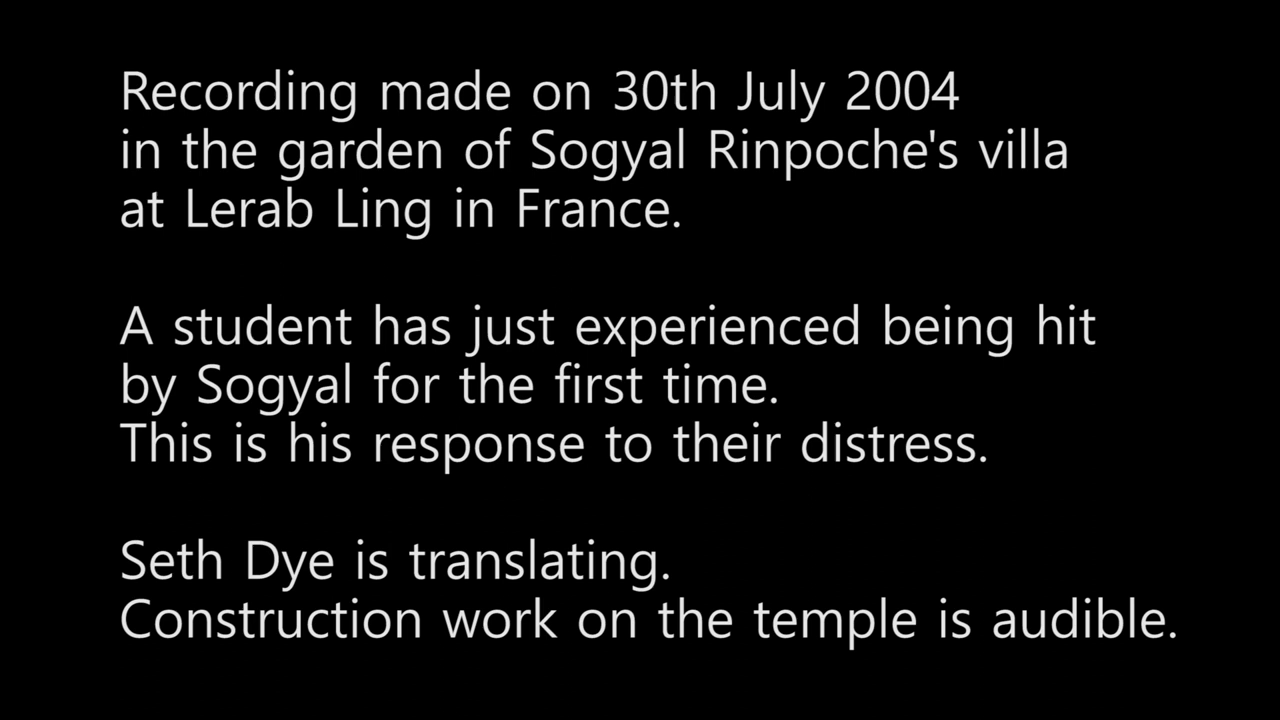 Recording made on 30th July 2004
in the garden of Sogyal Rinpoche's villa
at Lerab Ling in France.
A student has just experienced being hit
by Sogyal for the first time.
This is his response to their distress.
Seth Dye is translating.
Construction work on the temple is audible.